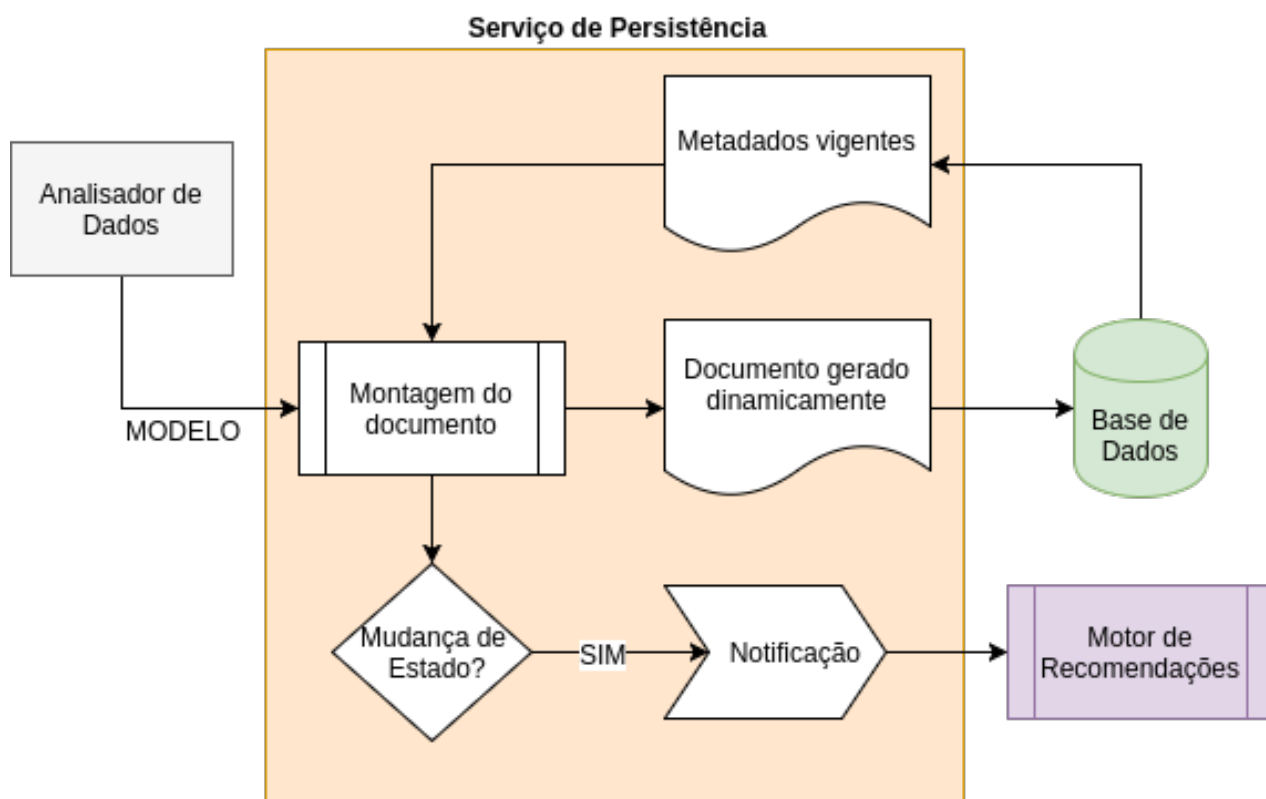 Serviço de Persistência
Metadados vigentes
Analisador de
Dados
Montagem do
documento
Documento gerado
dinamicamente
Base de
Dados
MODELO
Mudança de
Estado?
SIM
Notificação
Motor de
Recomendações